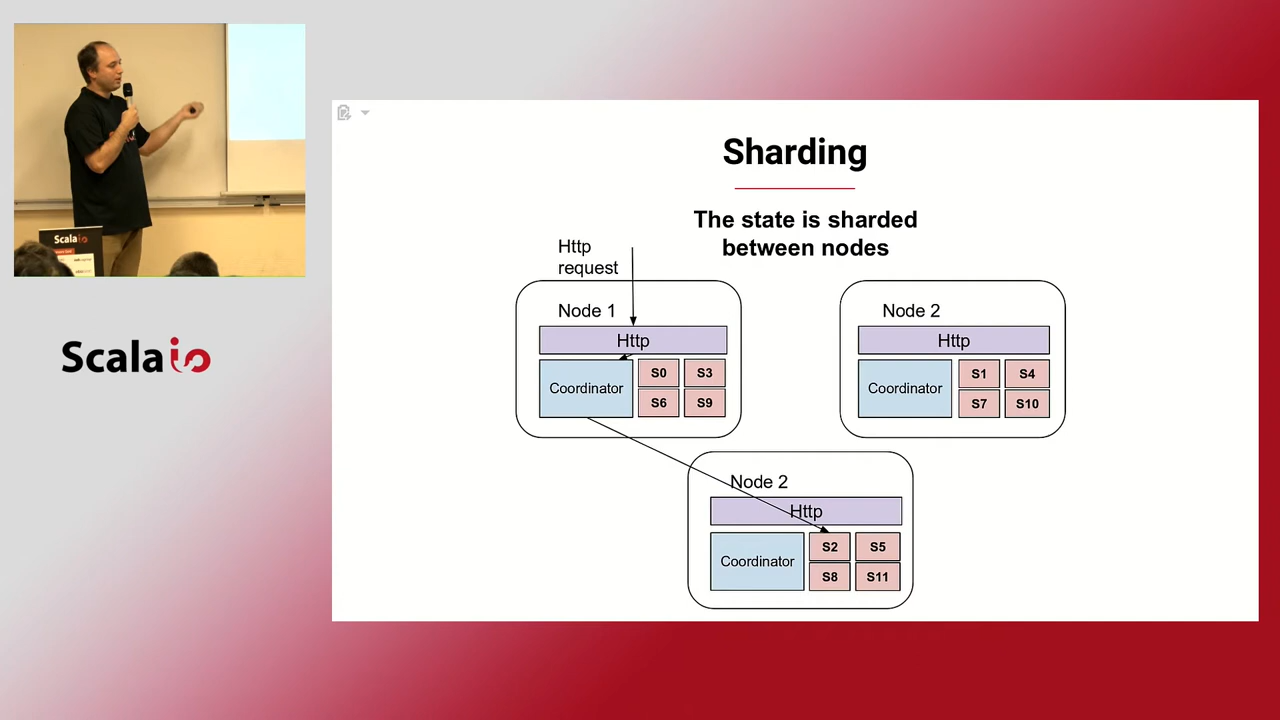 Sharding
The state is sharded
between nodes
Http
request
Node 1
Http
Coordinator
S0
S3
S6
S9
Node 2
Http
Coordinator
S1
S4
S7
S10
Node 2
Http
Coordinator
S2
S5
S8
S11
Scala
Scalaio